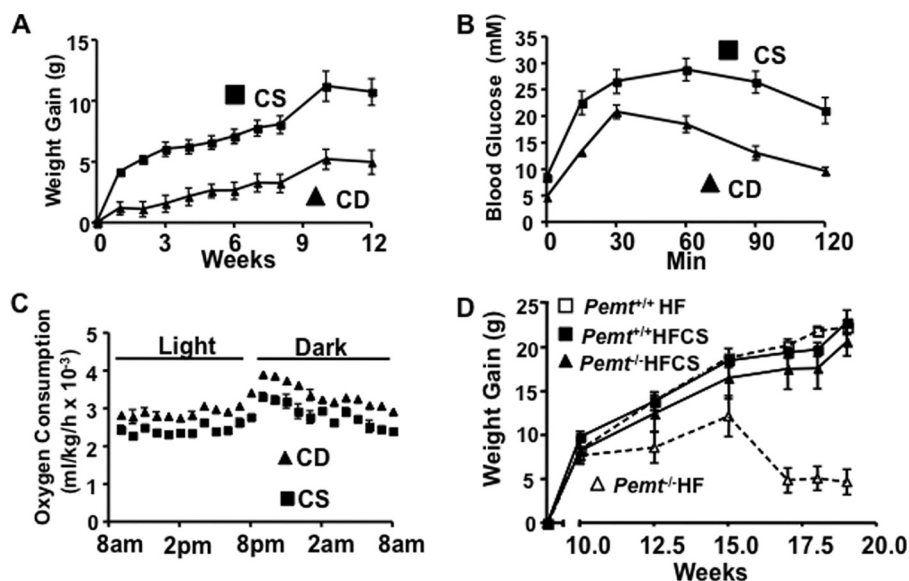 A
Weight Gain (g)
15
10
5
0
CS
CD
0 3 6 9 12
Weeks
B
Blood Glucose (mM)
35
30
25
20
15
10
5
0
CS
CD
0 30 60 90 120
Min
C
Oxygen Consumption
(ml/kg/h x 10-3)
5
4
3
2
1
0
Light Dark
CD
CS
8am 2pm 8pm 2am 8am
D
Weight Gain (g)
25
20
15
10
5
0
Pemt+/+ HF
Pemt+/+HFCS
Pemt-/-HFCS
Pemt-/-HF
10.0 12.5 15.0 17.5 20.0
Weeks